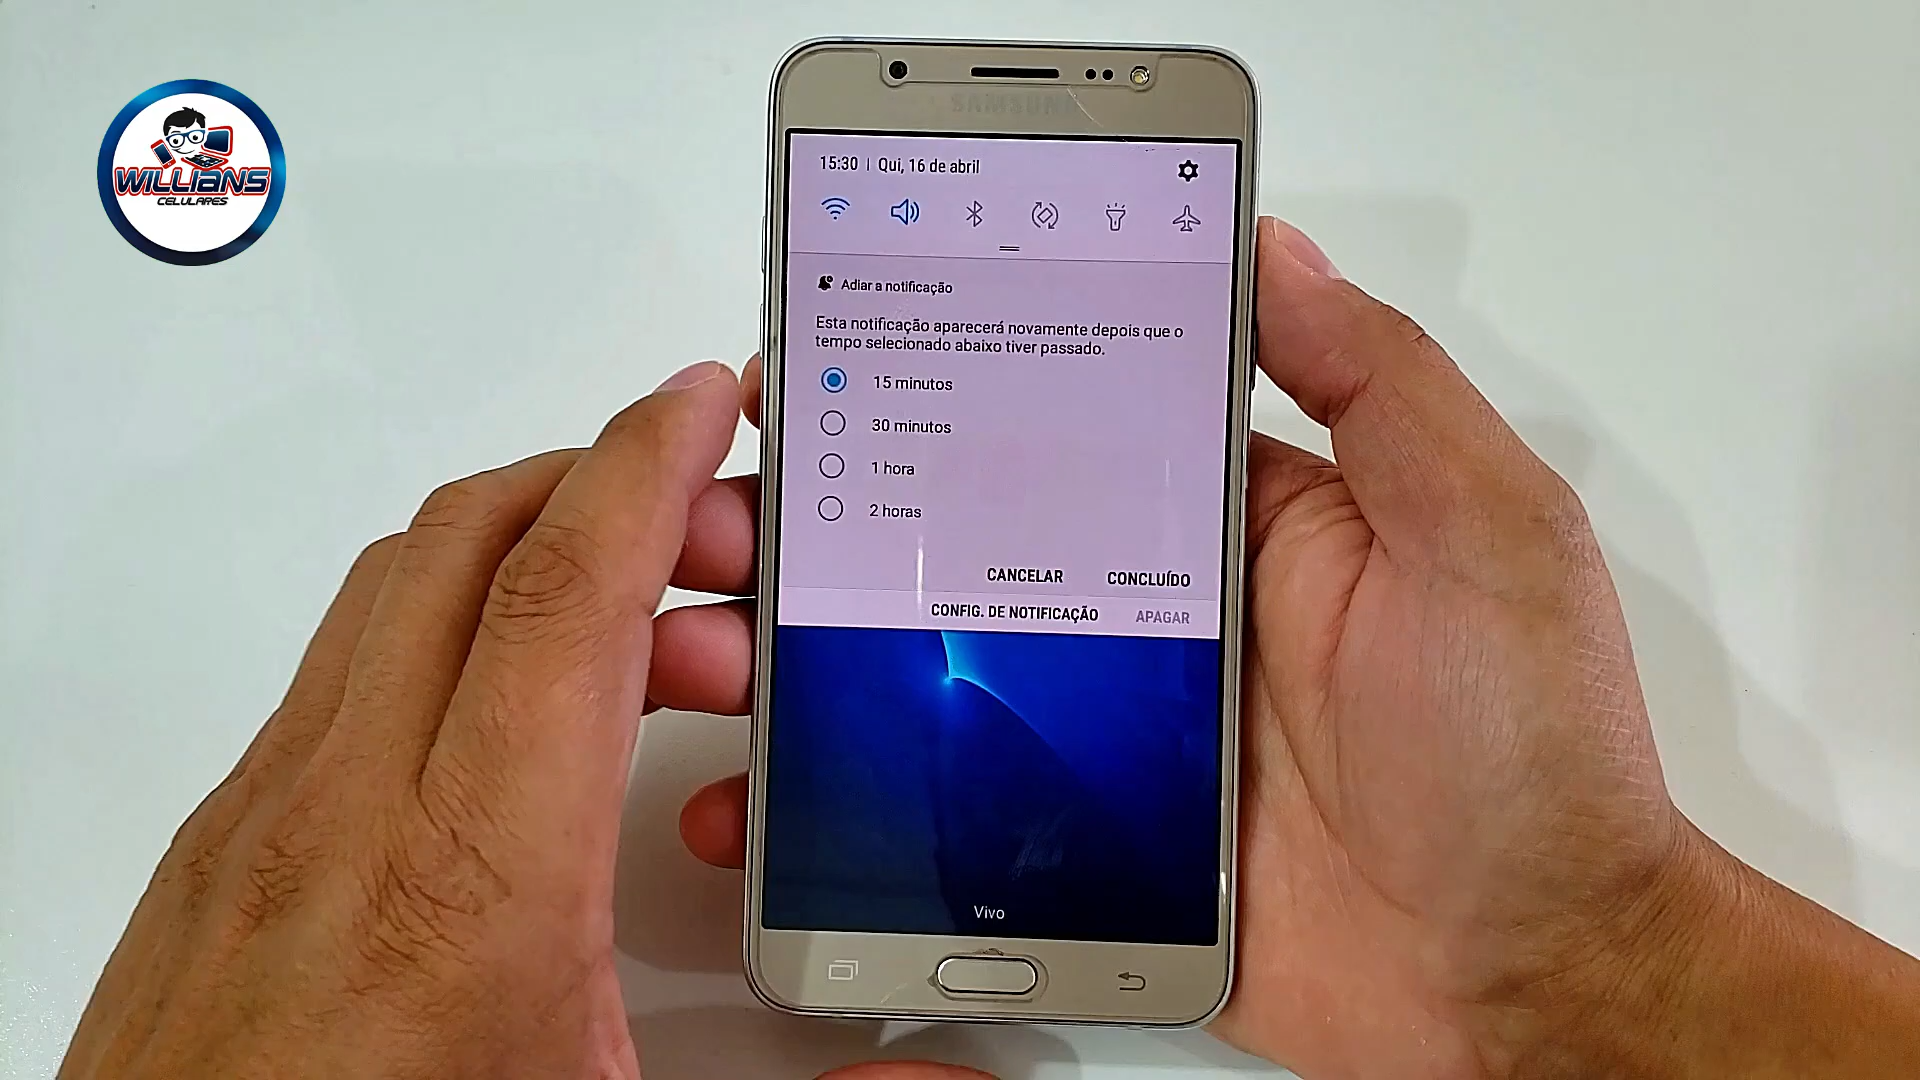 WILLIANS
CELULARES
SAMSUNG
15:30 | Qui, 16 de abril
Adiar a notificação
Esta notificação aparecerá novamente depois que o
tempo selecionado abaixo tiver passado.
15 minutos
30 minutos
1 hora
2 horas
CANCELAR CONCLUÍDO
CONFIG. DE NOTIFICAÇÃO APAGAR
Vivo